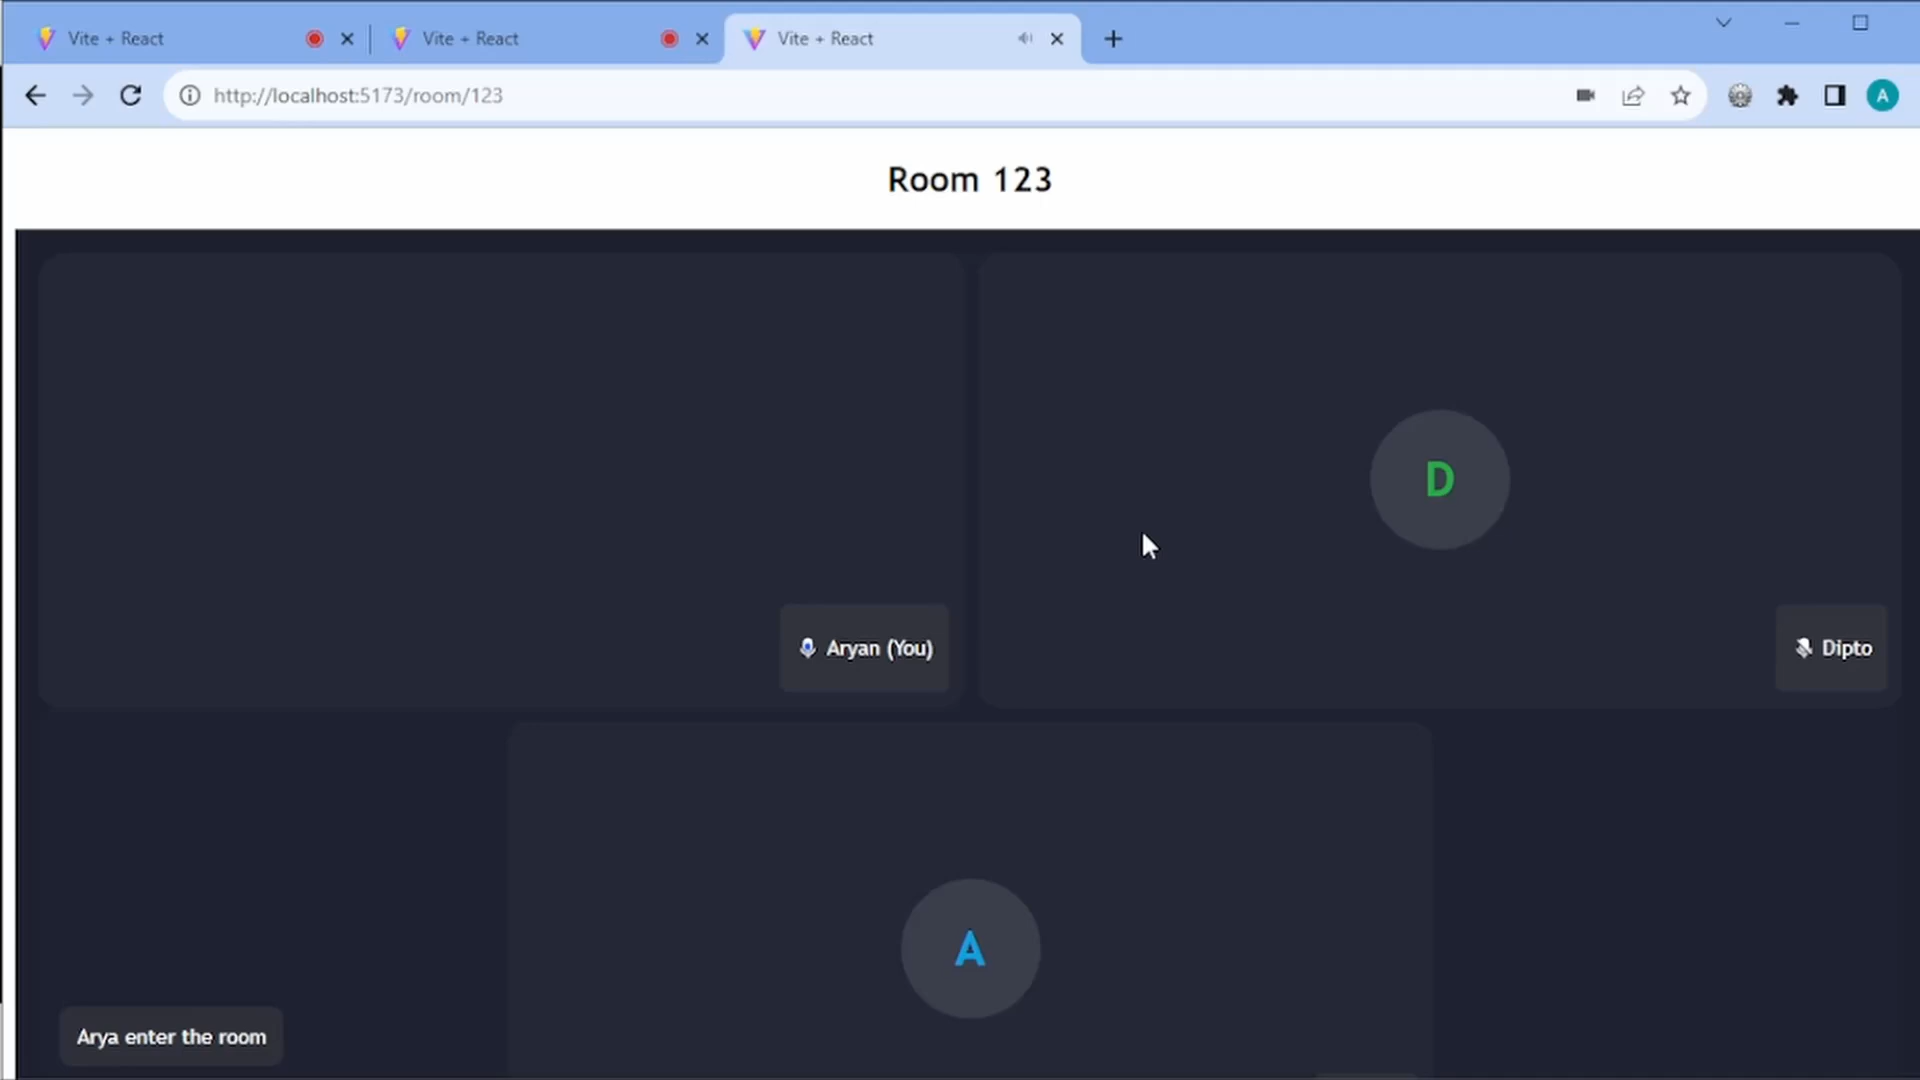 Vite + React
Vite + React
Vite + React
http://localhost:5173/room/123
A
Room 123
D
Aryan (You)
Dipto
A
Arya enter the room